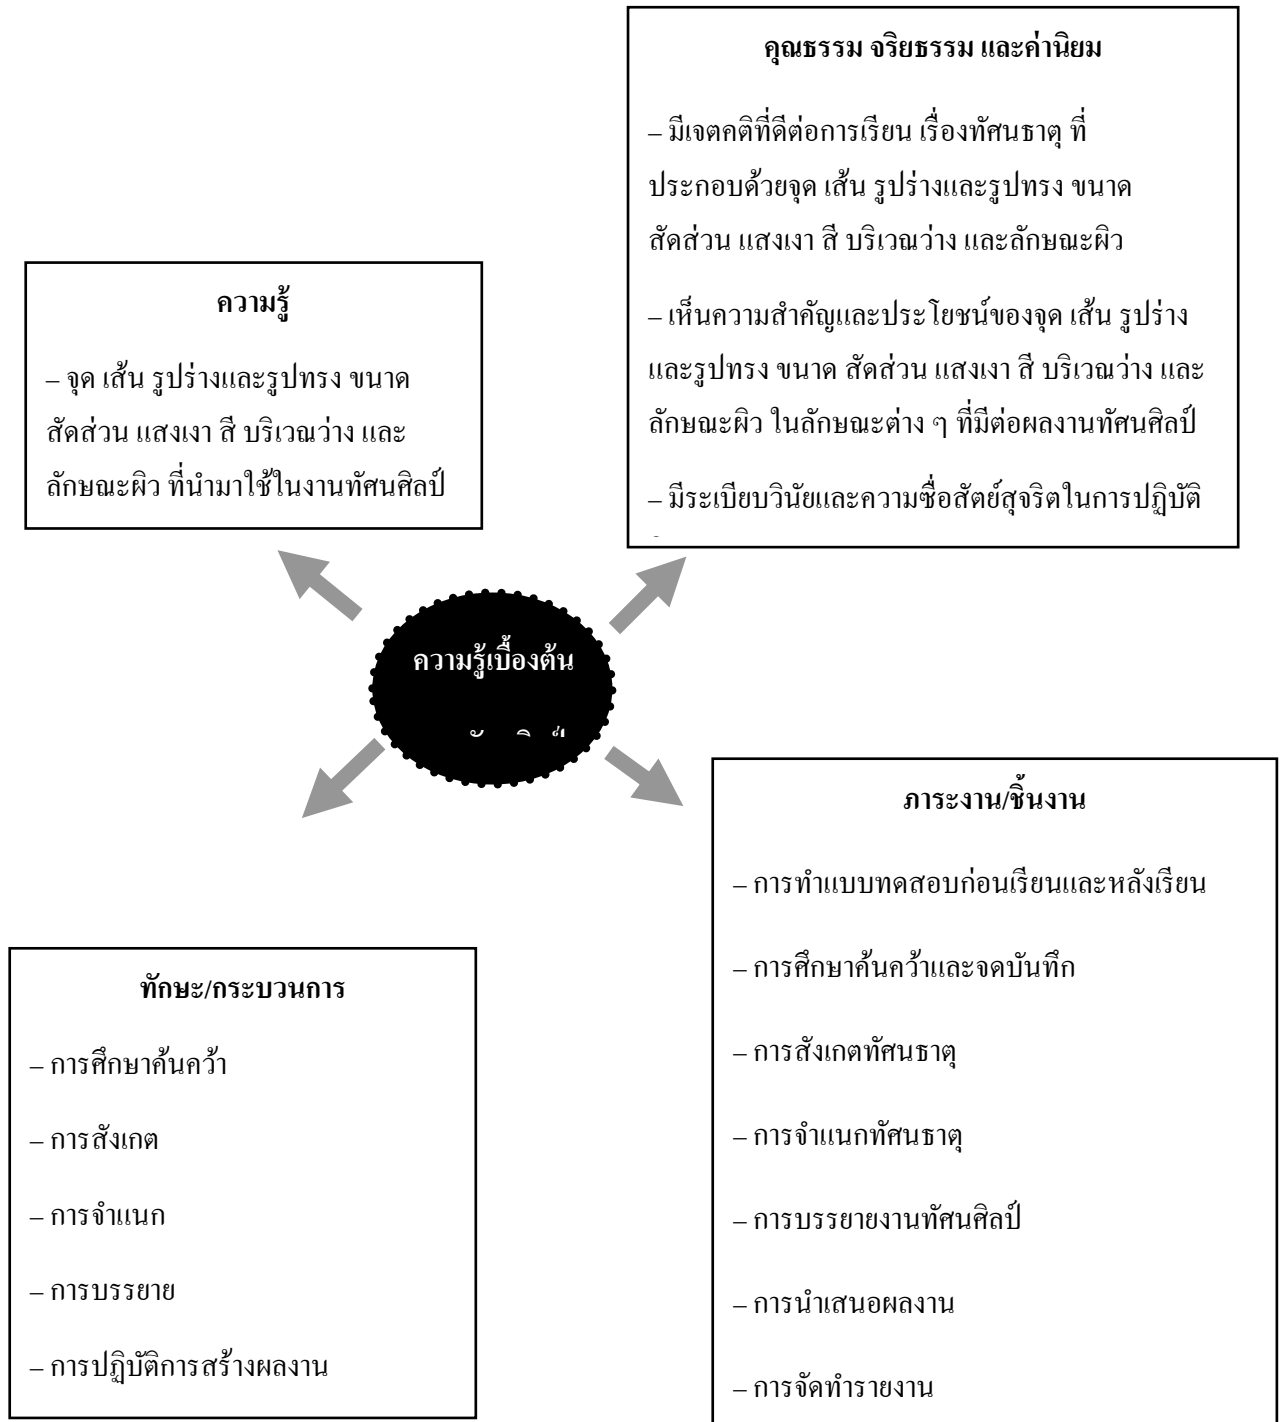 คุณธรรม จริยธรรม และค่านิยม
– มีเจตคติที่ดีต่อการเรียน เรื่องทัศนธาตุ ที่
ประกอบด้วยจุด เส้น รูปร่างและรูปทรง ขนาด
สัดส่วน แสงเงา สี บริเวณว่าง และลักษณะผิว
– เห็นความสำคัญและประโยชน์ของจุด เส้น รูปร่าง
และรูปทรง ขนาด สัดส่วน แสงเงา สี บริเวณว่าง และ
ลักษณะผิว ในลักษณะต่าง ๆ ที่มีต่อผลงานทัศนศิลป์
– มีระเบียบวินัยและความซื่อสัตย์สุจริตในการปฏิบัติ
ความรู้
– จุด เส้น รูปร่างและรูปทรง ขนาด
สัดส่วน แสงเงา สี บริเวณว่าง และ
ลักษณะผิว ที่นำมาใช้ในงานทัศนศิลป์
ความรู้เบื้องต้น
ภาระงาน/ชิ้นงาน
– การทำแบบทดสอบก่อนเรียนและหลังเรียน
– การศึกษาค้นคว้าและจดบันทึก
– การสังเกตทัศนธาตุ
– การจำแนกทัศนธาตุ
– การบรรยายงานทัศนศิลป์
– การนำเสนอผลงาน
– การจัดทำรายงาน
ทักษะ/กระบวนการ
– การศึกษาค้นคว้า
– การสังเกต
– การจำแนก
– การบรรยาย
– การปฏิบัติการสร้างผลงาน